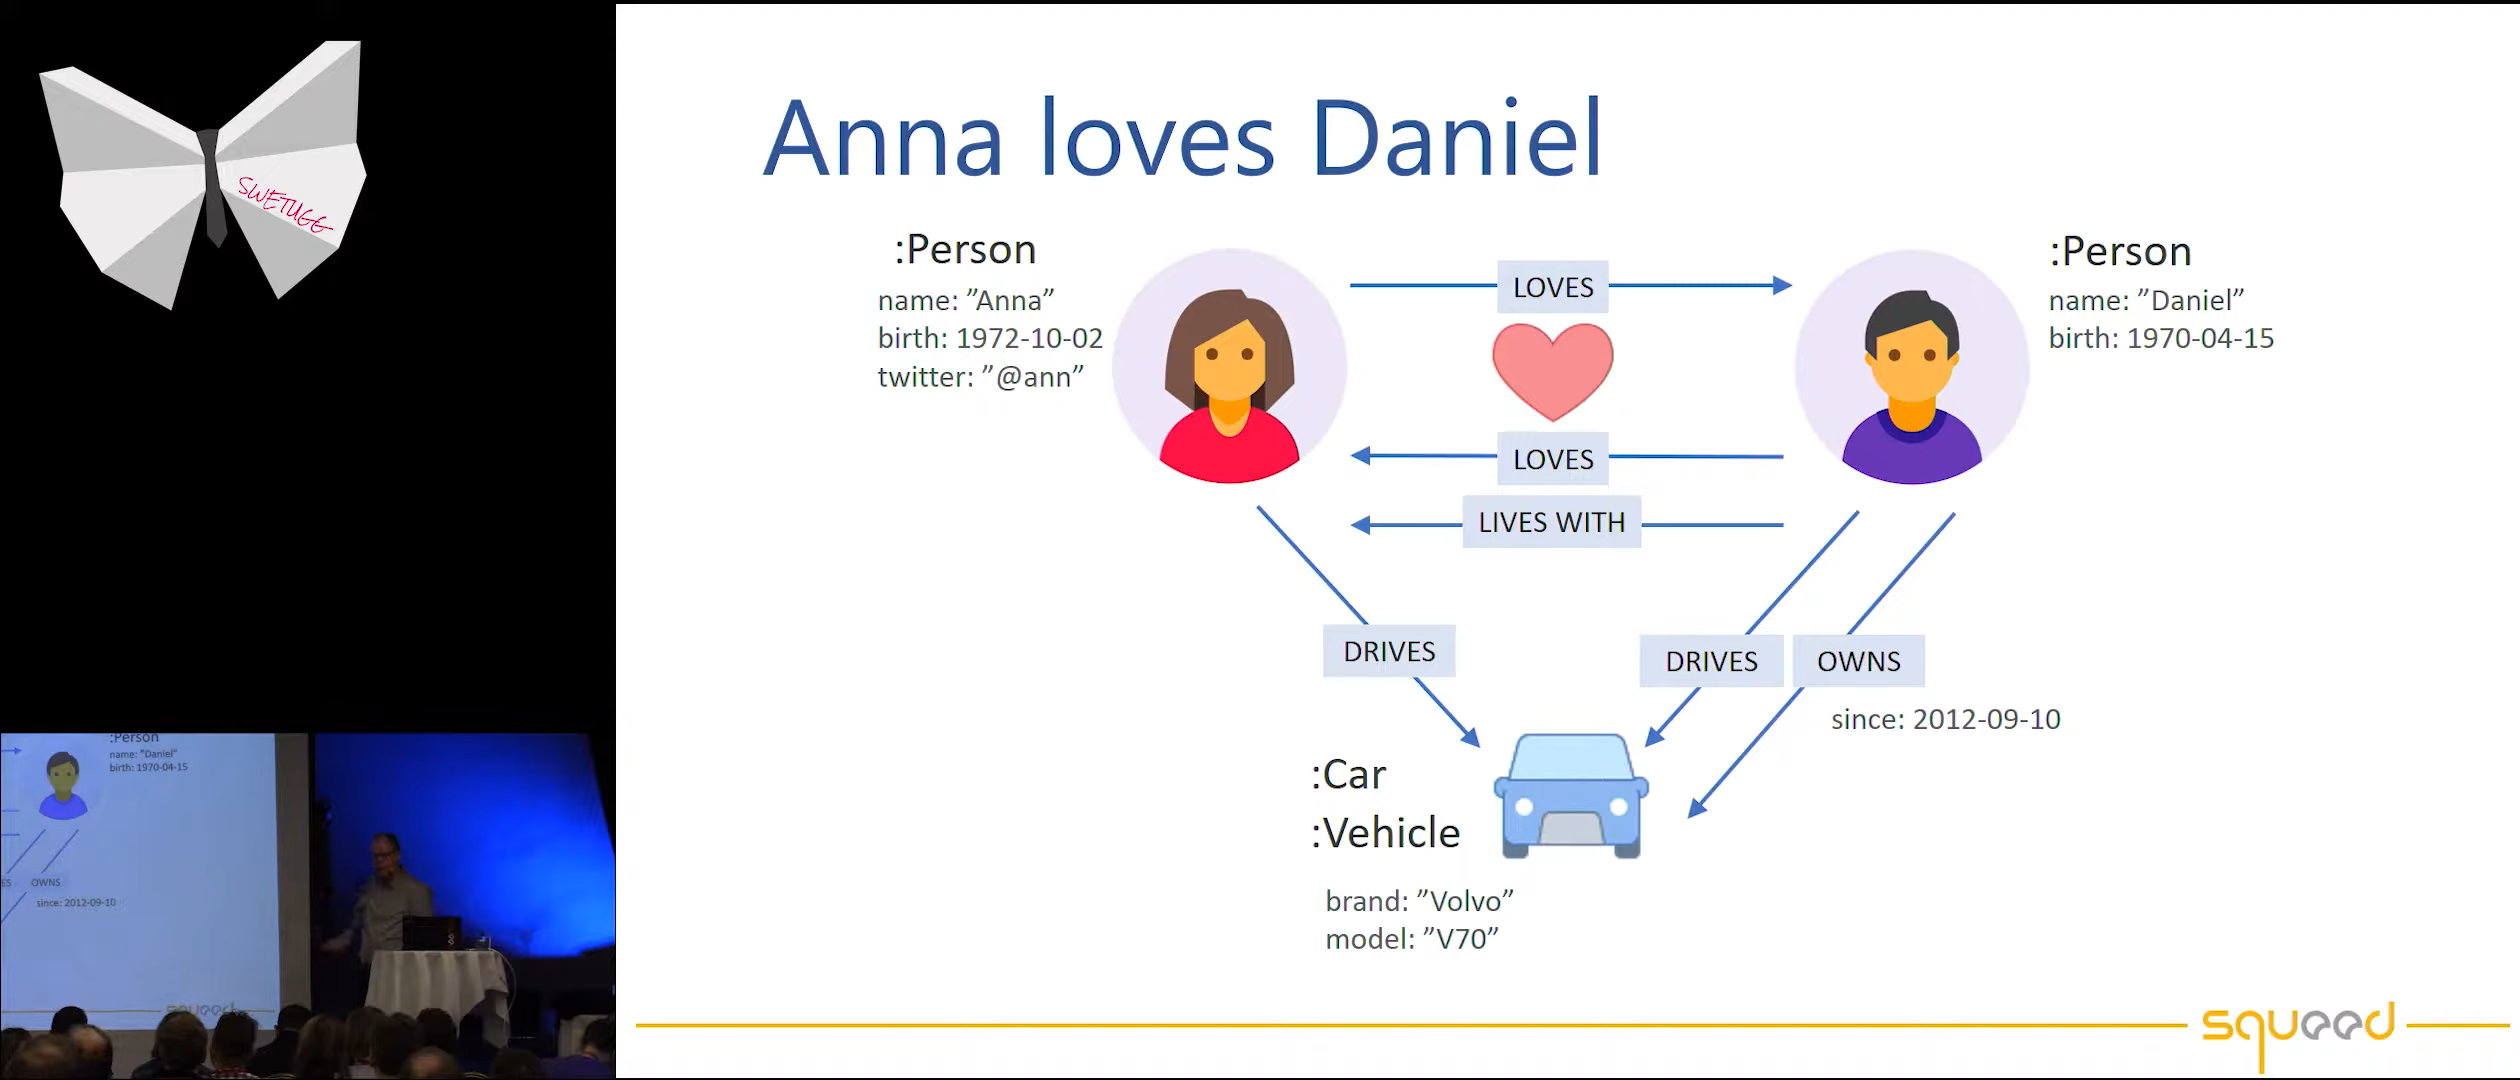 SWETUGG
Anna loves Daniel
:Person
name: ”Anna”
birth: 1972-10-02
twitter: ”@ann”
LOVES
:Person
name: ”Daniel”
birth: 1970-04-15
LOVES
LIVES WITH
DRIVES
DRIVES
OWNS
since: 2012-09-10
:Car
:Vehicle
brand: ”Volvo”
model: ”V70”
squeed
:Person
name: ”Daniel”
birth: 1970-04-15
ES
OWNS
since: 2012-09-10
squeed